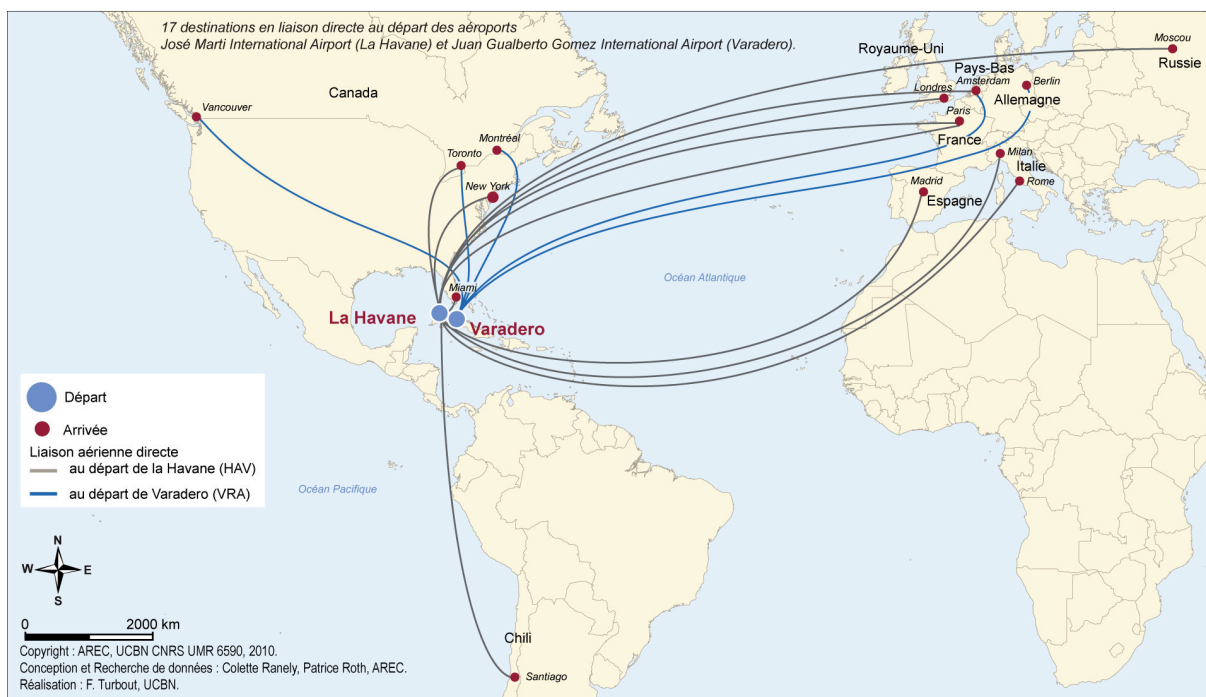 17 destinations en liaison directe au départ des aéroports
José Marti International Airport (La Havane) et Juan Gualberto Gomez International Airport (Varadero).
Moscou
Russie
Royaume-Uni
Pays-Bas
Amsterdam
Berlin
Londres
Allemagne
Canada
Vancouver
Paris
France
Montréal
Toronto
Milan
Italie
New York
Madrid
Rome
Espagne
Océan Atlantique
Miami
La Havane
Varadero
Départ
Arrivée
Liaison aérienne directe
au départ de la Havane (HAV)
au départ de Varadero (VRA)
Océan Pacifique
N
W
E
S
0
2000 km
Chili
Santiago
Copyright : AREC, UCBN CNRS UMR 6590, 2010.
Conception et Recherche de données : Colette Ranely, Patrice Roth, AREC.
Réalisation : F. Turbout, UCBN.